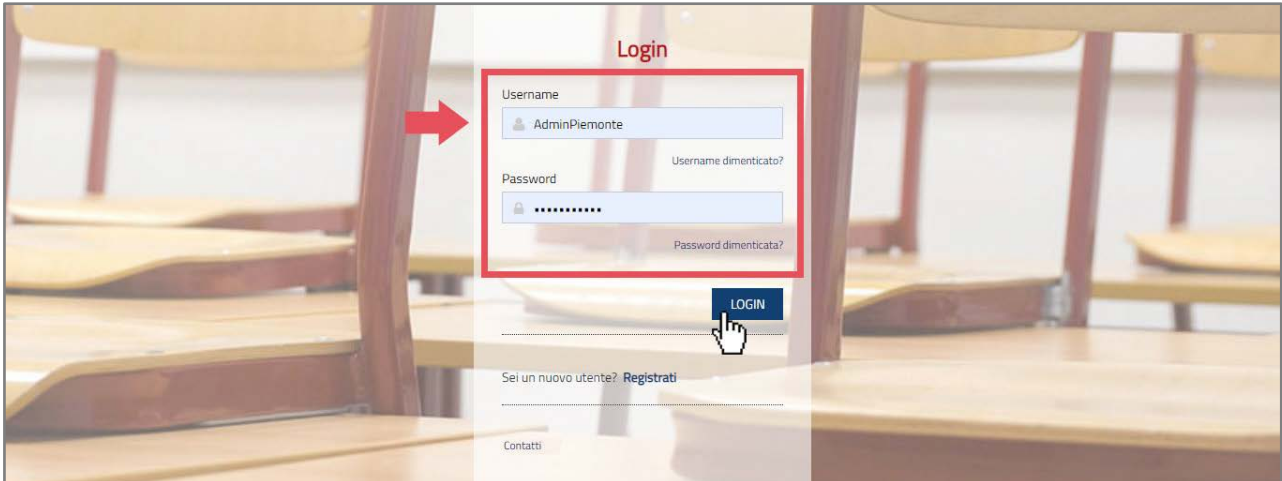 Login
Username
AdminPiemonte
Username dimenticato?
Password
•••••••••••
Password dimenticata?
LOGIN
Sei un nuovo utente? Registrati
Contatti